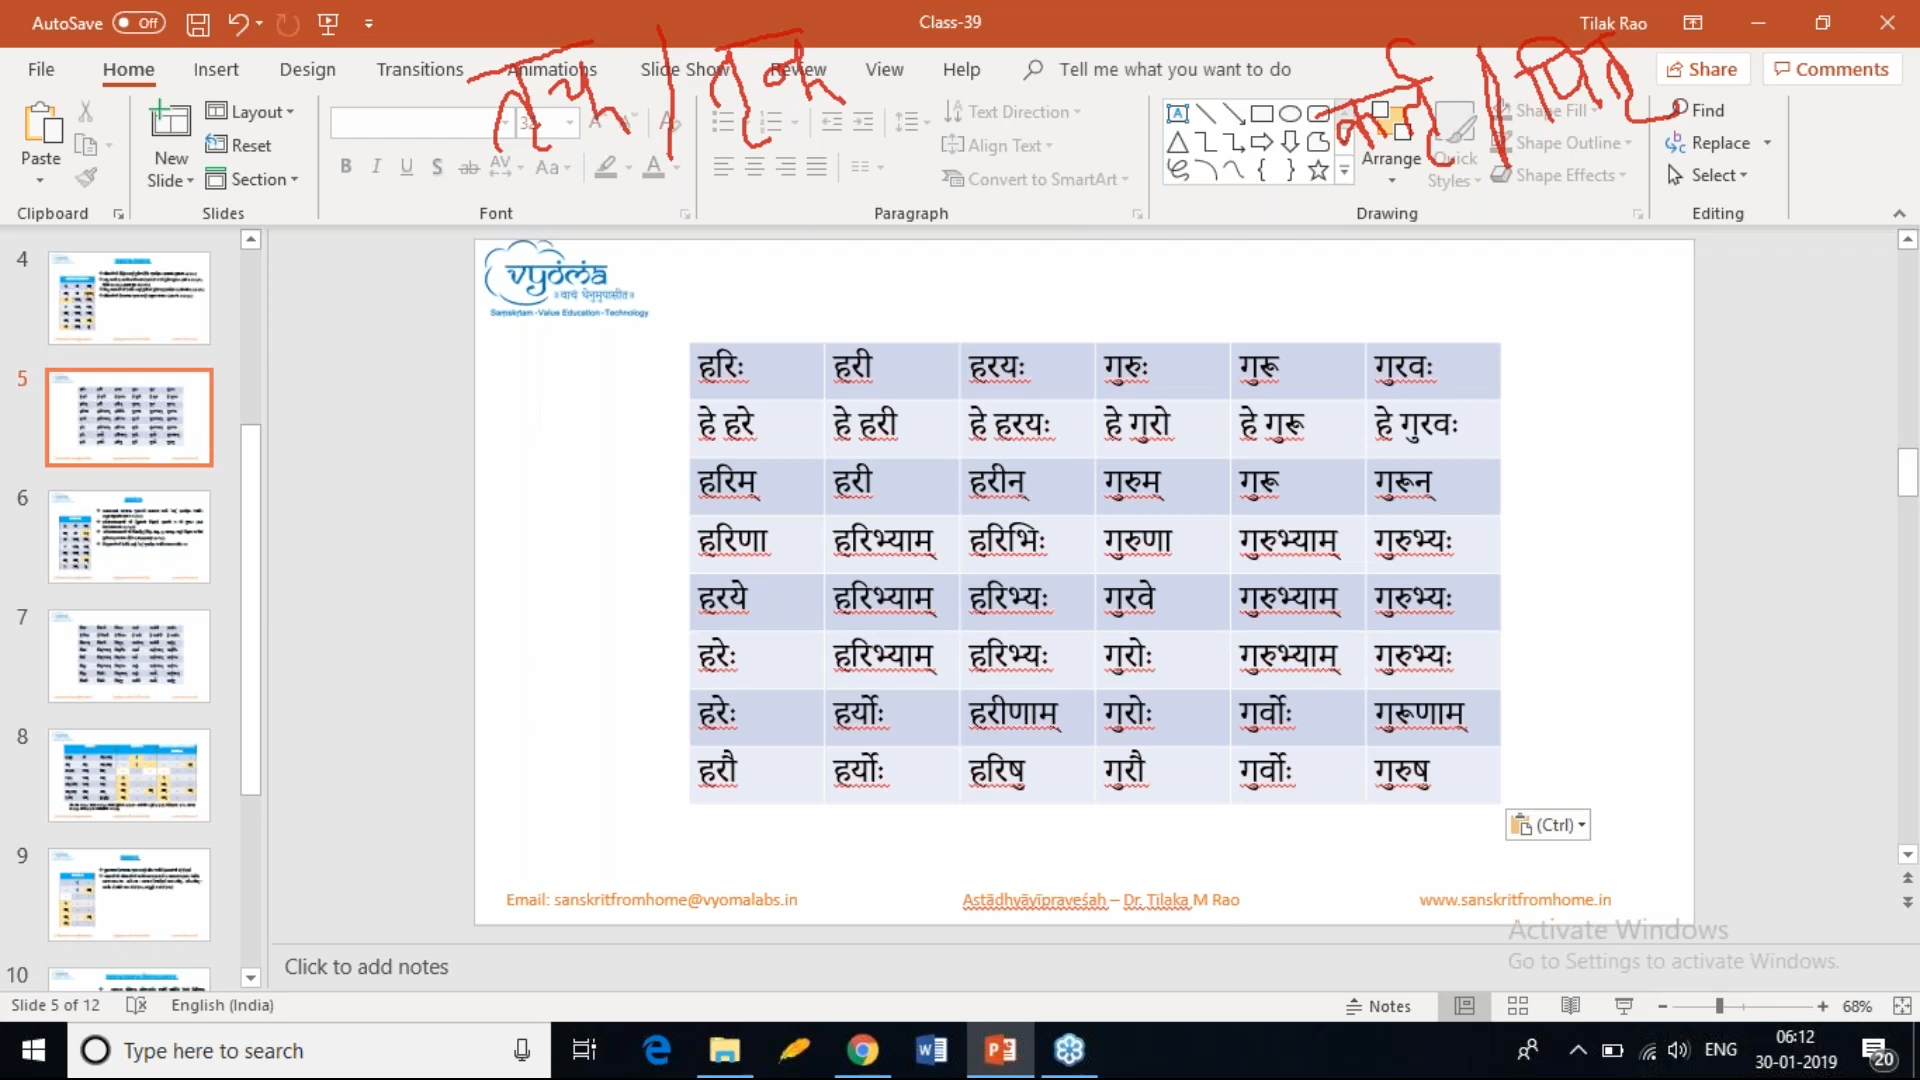 AutoSave Off Class-39 Tilak Rao
File Home Insert Design Transitions Animations Slide Show Review View Help Tell me what you want to do Share Comments
Paste New Slide Layout Reset Section
Text Direction Align Text Convert to SmartArt
Arrange Quick Styles Shape Fill Shape Outline Shape Effects
Find Replace Select
Clipboard Slides Font Paragraph Drawing Editing
4
5
6
7
8
9
10
vyoma
॥वाचं धेनुमुपासीत॥
Samskrtam -Value Education -Technology
हरिः हरी हरयः गुरुः गुरू गुरवः
हे हरे हे हरी हे हरयः हे गुरो हे गुरू हे गुरवः
हरिम् हरी हरीन् गुरुम् गुरू गुरून्
हरिणा हरिभ्याम् हरिभिः गुरुणा गुरुभ्याम् गुरुभ्यः
हरये हरिभ्याम् हरिभ्यः गुरवे गुरुभ्याम् गुरुभ्यः
हरेः हरिभ्याम् हरिभ्यः गुरोः गुरुभ्याम् गुरुभ्यः
हरेः हर्योः हरीणाम् गुरोः गुर्वोः गुरूणाम्
हरौ हर्योः हरिषु गुरौ गुर्वोः गुरुषु
(Ctrl)
Email: sanskritfromhome@vyomalabs.in Astādhyāyīpraveśah – Dr. Tilaka M Rao www.sanskritfromhome.in
Activate Windows
Go to Settings to activate Windows.
Click to add notes
Slide 5 of 12 English (India) Notes 68%
Type here to search ENG 06:12
30-01-2019 20